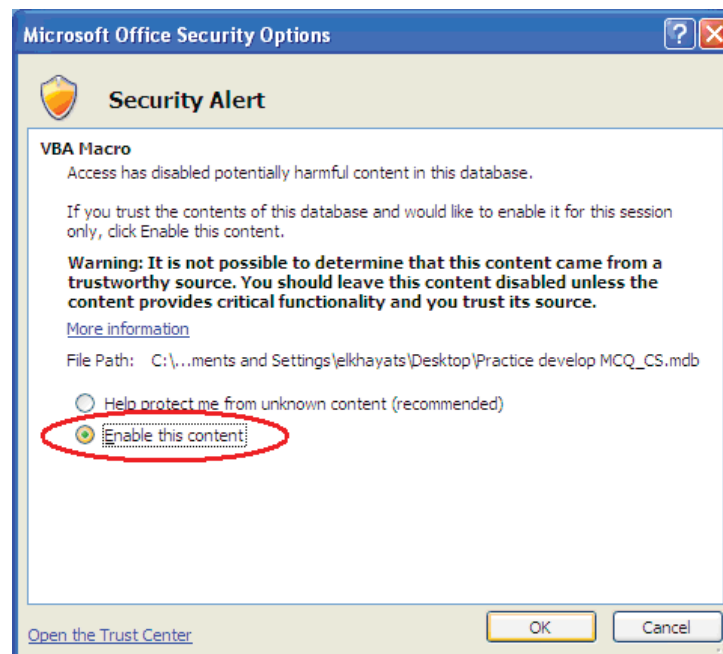 Microsoft Office Security Options
Security Alert
VBA Macro
Access has disabled potentially harmful content in this database.
If you trust the contents of this database and would like to enable it for this session
only, click Enable this content.
Warning: It is not possible to determine that this content came from a
trustworthy source. You should leave this content disabled unless the
content provides critical functionality and you trust its source.
More information
File Path: C:\...ments and Settings\elkhayats\Desktop\Practice develop MCQ_CS.mdb
Help protect me from unknown content (recommended)
Enable this content
Open the Trust Center
OK
Cancel